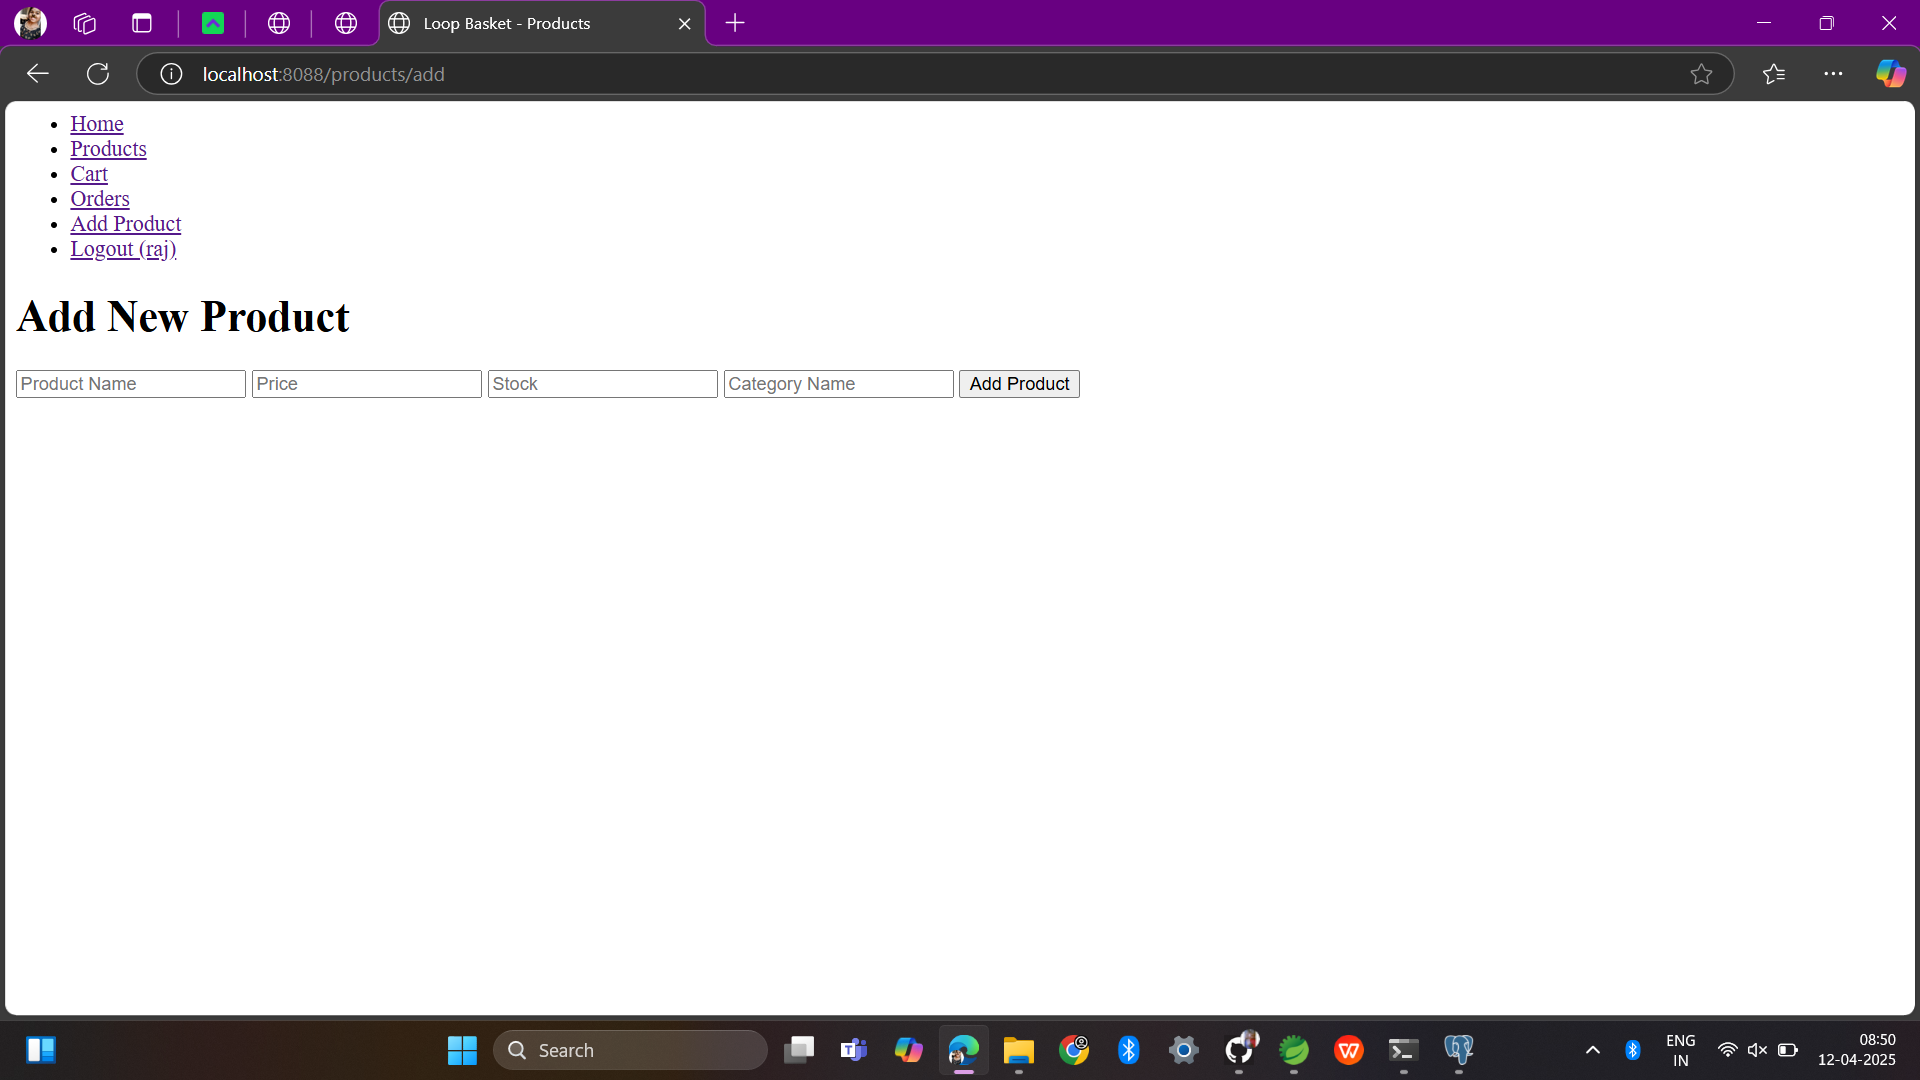 Loop Basket - Products
localhost:8088/products/add
Home
Products
Cart
Orders
Add Product
Logout (raj)
Add New Product
Product Name Price Stock Category Name Add Product
Search
ENG
IN
08:50
12-04-2025